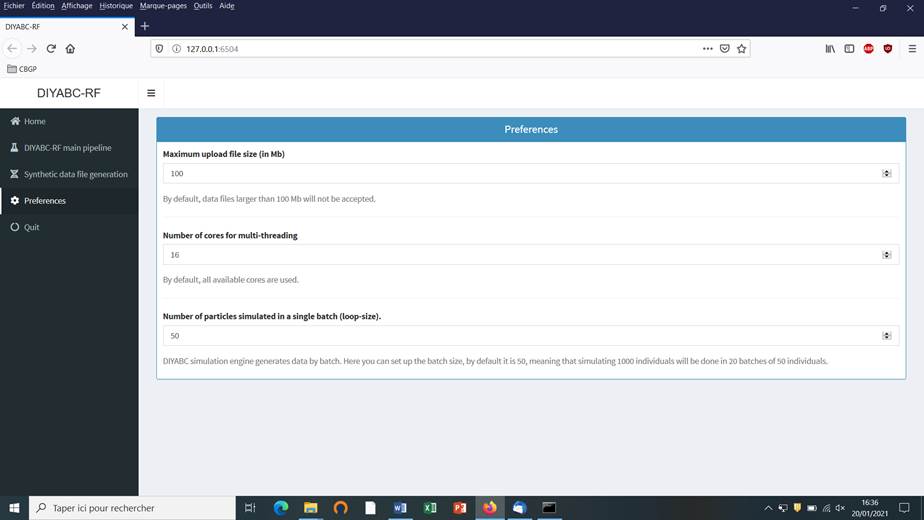 Fichier Édition Affichage Historique Marque-pages Outils Aide
DIYABC-RF
127.0.0.1:6504
CBGP
DIYABC-RF
Home
DIYABC-RF main pipeline
Synthetic data file generation
Preferences
Quit
Preferences
Maximum upload file size (in Mb)
100
By default, data files larger than 100 Mb will not be accepted.
Number of cores for multi-threading
16
By default, all available cores are used.
Number of particles simulated in a single batch (loop-size).
50
DIYABC simulation engine generates data by batch. Here you can set up the batch size, by default it is 50, meaning that simulating 1000 individuals will be done in 20 batches of 50 individuals.
Taper ici pour rechercher
16:36
20/01/2021